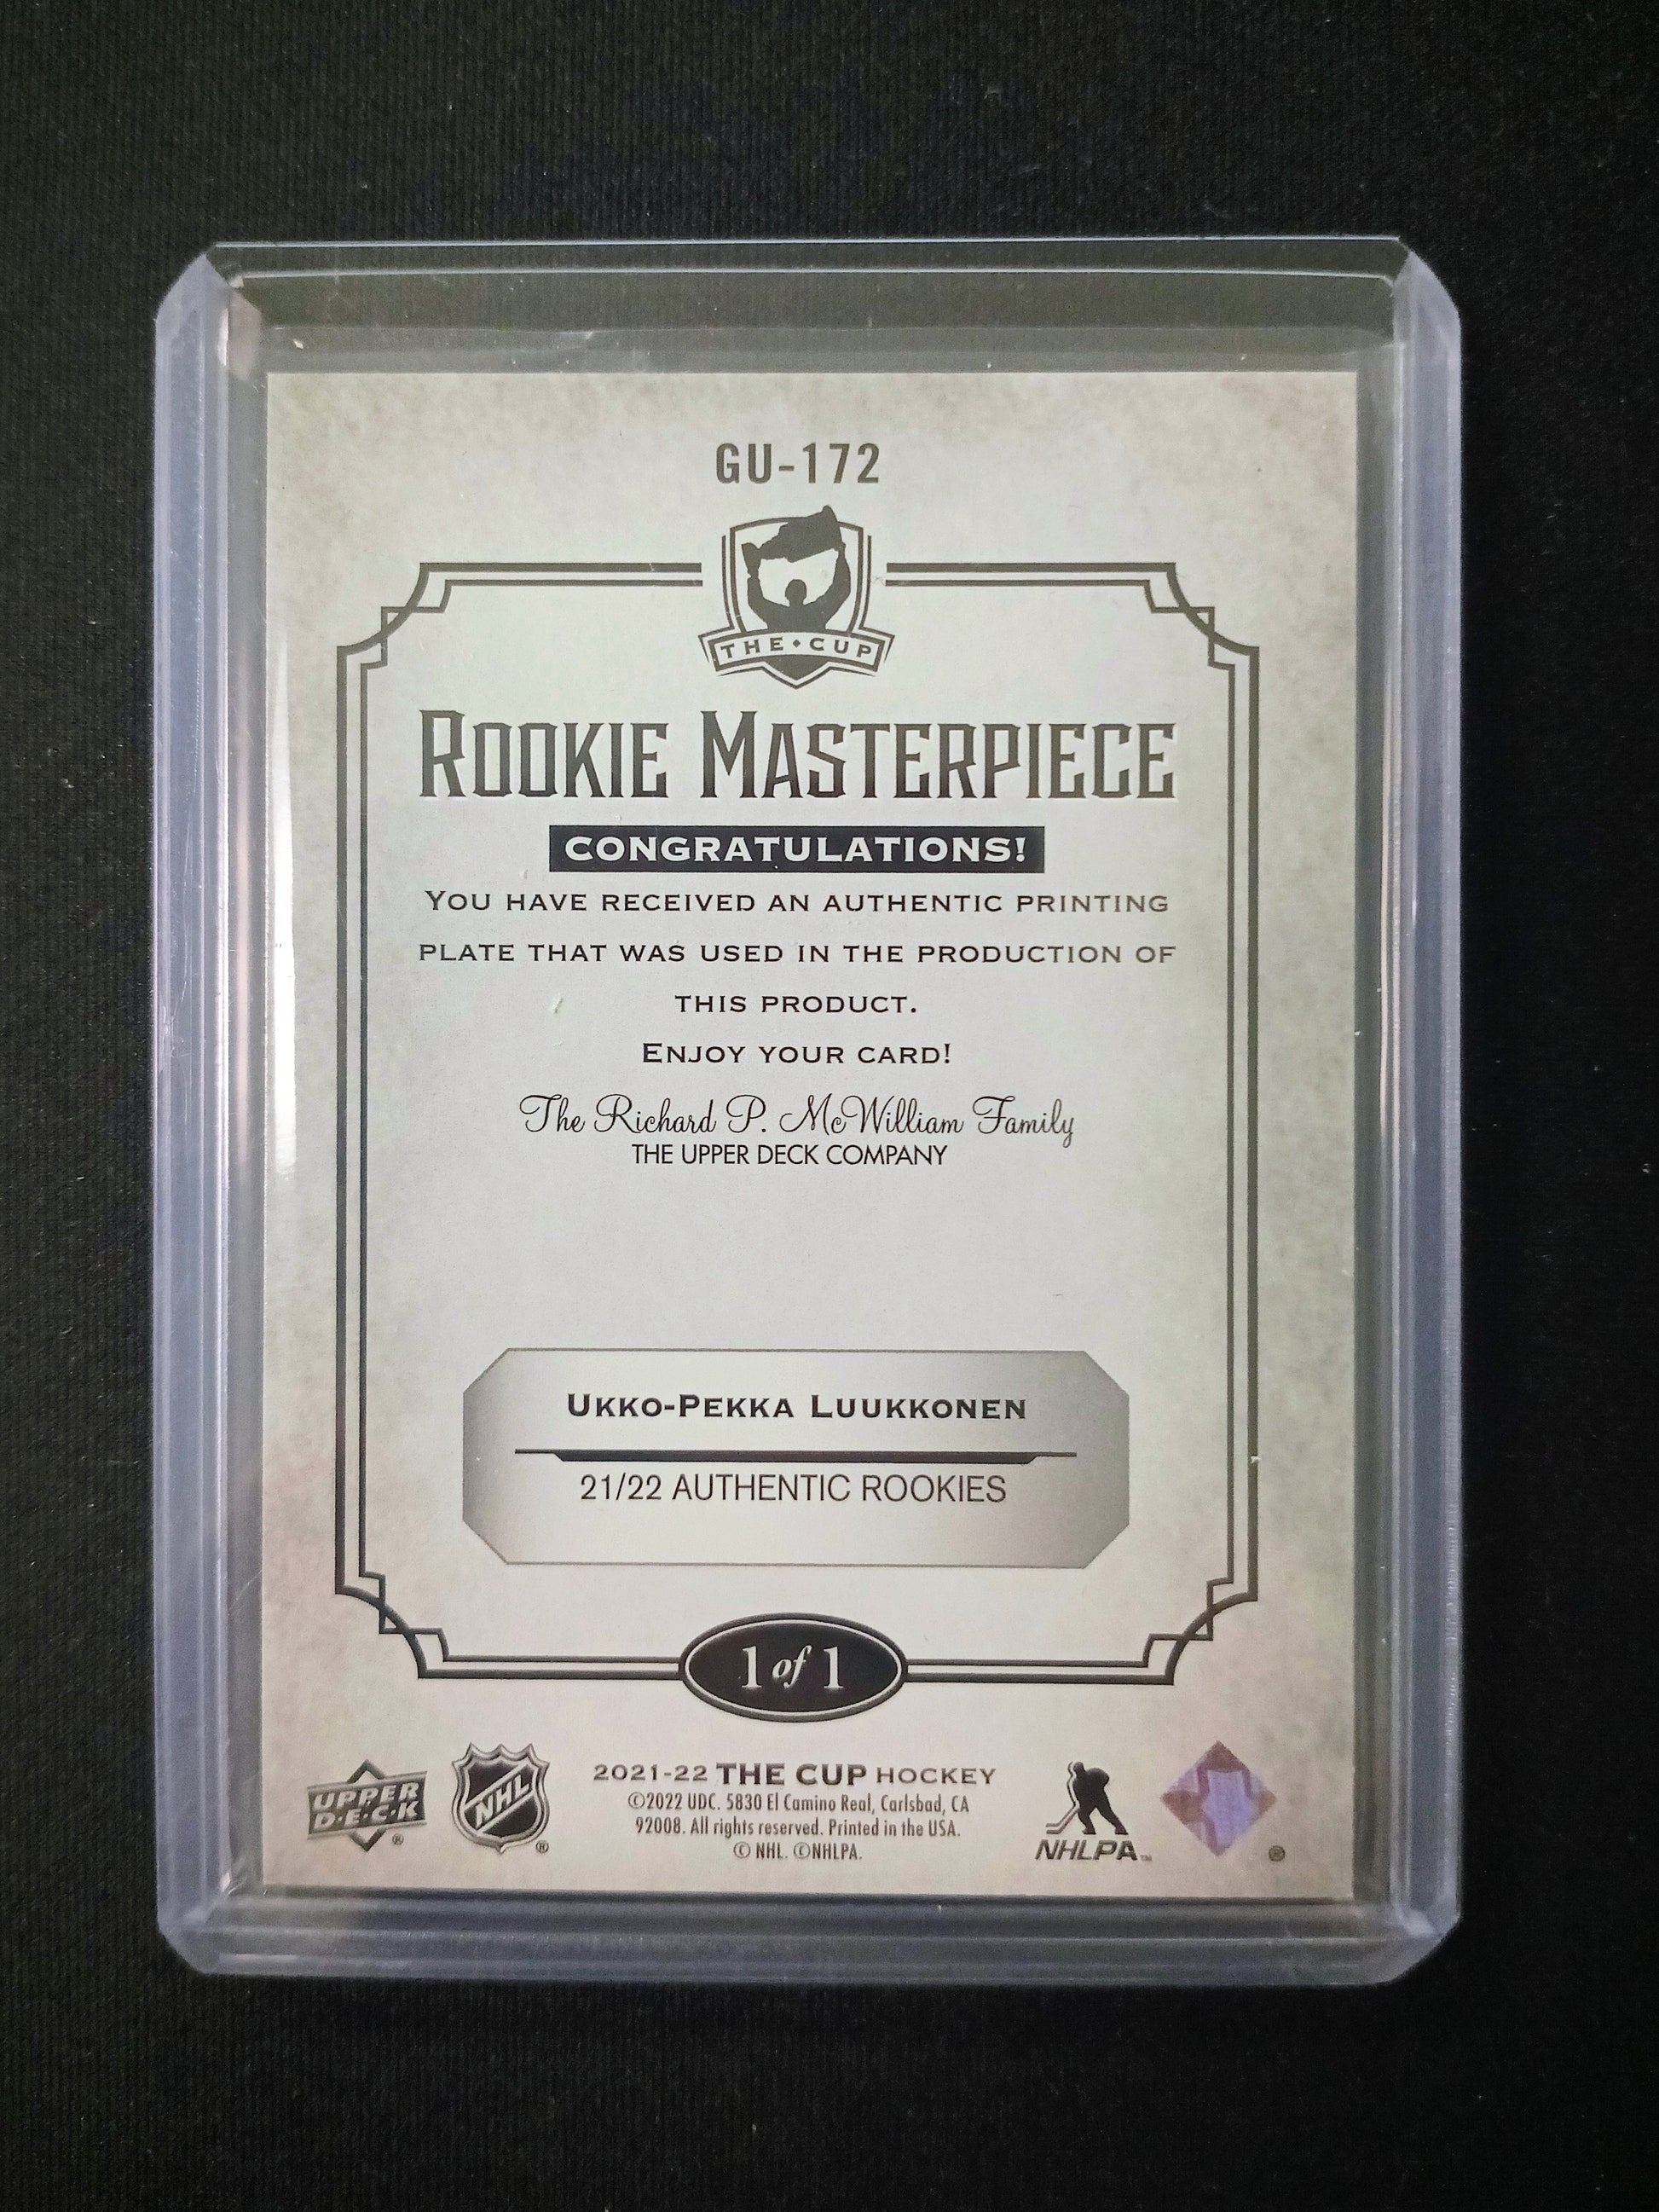 GU-172
THE • CUP
ROOKIE MASTERPIECE
CONGRATULATIONS!
YOU HAVE RECEIVED AN AUTHENTIC PRINTING
PLATE THAT WAS USED IN THE PRODUCTION OF
THIS PRODUCT.
ENJOY YOUR CARD!
The Richard P. McWilliam Family
THE UPPER DECK COMPANY
UKKO-PEKKA LUUKKONEN
21/22 AUTHENTIC ROOKIES
1 of 1
UPPER
D•E•C•K
®
NHL
®
2021-22 THE CUP HOCKEY
©2022 UDC. 5830 El Camino Real, Carlsbad, CA
92008. All rights reserved. Printed in the USA.
© NHL. ©NHLPA.
NHLPA™
®